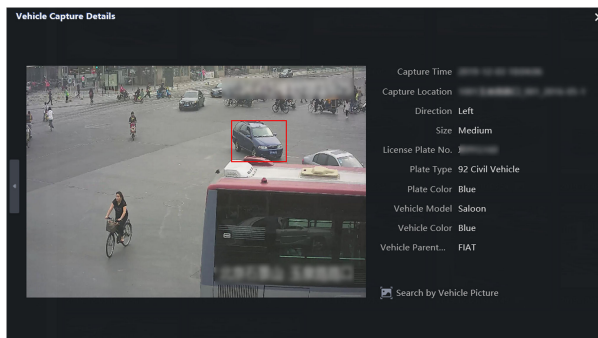 Vehicle Capture Details
Capture Time
Capture Location
Direction Left
Size Medium
License Plate No.
Plate Type 92 Civil Vehicle
Plate Color Blue
Vehicle Model Saloon
Vehicle Color Blue
Vehicle Parent... FIAT
Search by Vehicle Picture